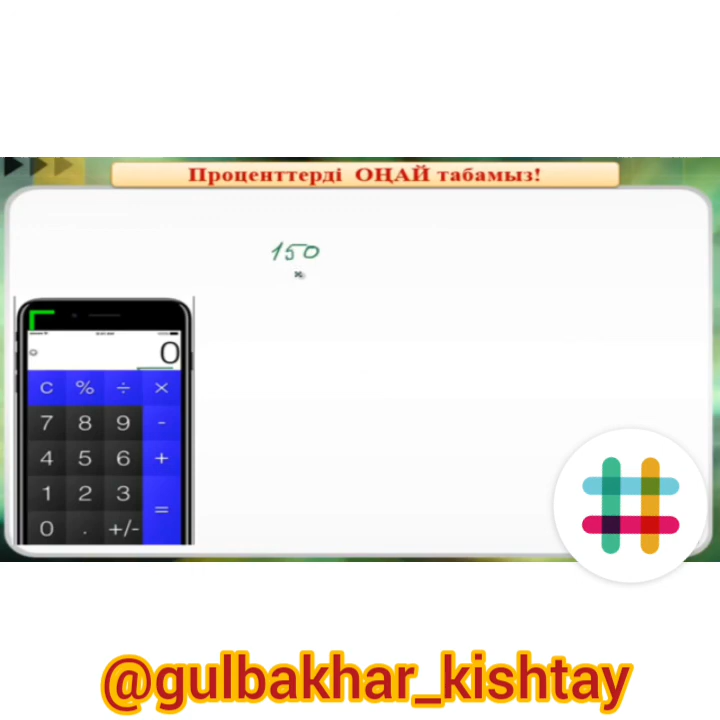 Проценттерді ОҢАЙ табамыз!
150
0
C % ÷ ×
7 8 9 -
4 5 6 +
1 2 3 =
0 . +/-
@gulbakhar_kishtay